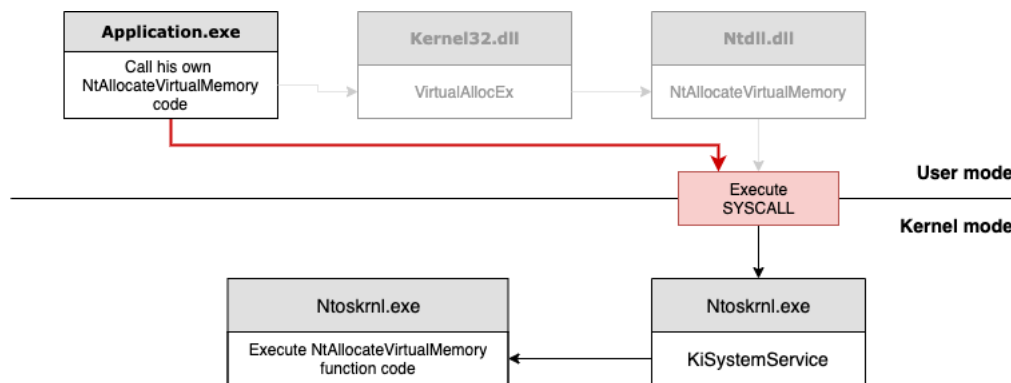 Application.exe
Call his own
NtAllocateVirtualMemory
code
Kernel32.dll
VirtualAllocEx
Ntdll.dll
NtAllocateVirtualMemory
Execute
SYSCALL
User mode
Kernel mode
Ntoskrnl.exe
Execute NtAllocateVirtualMemory
function code
Ntoskrnl.exe
KiSystemService